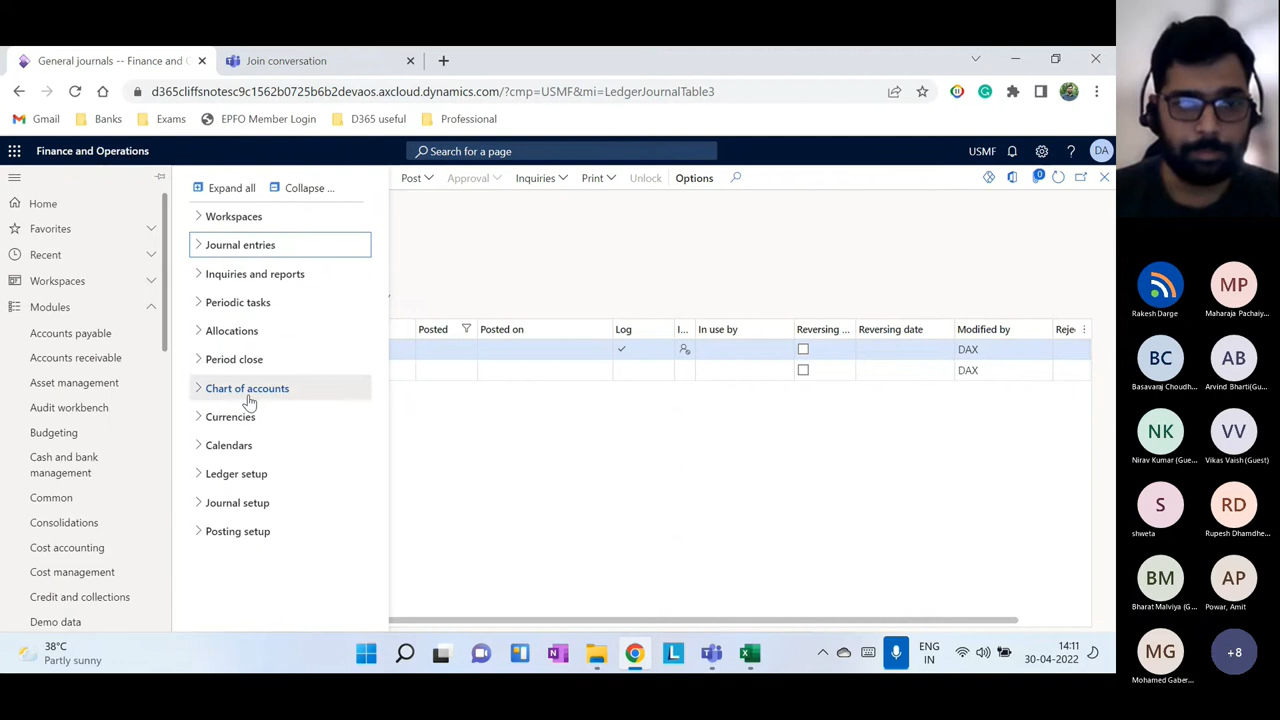 General journals -- Finance and O
Join conversation
d365cliffsnotesc9c1562b0725b6b2devaos.axcloud.dynamics.com/?cmp=USMF&mi=LedgerJournalTable3
Gmail
Banks
Exams
EPFO Member Login
D365 useful
Professional
Finance and Operations
Search for a page
USMF
DA
Expand all
Collapse ...
Post
Approval
Inquiries
Print
Unlock
Options
0
Home
Favorites
Recent
Workspaces
Modules
Accounts payable
Accounts receivable
Asset management
Audit workbench
Budgeting
Cash and bank
management
Common
Consolidations
Cost accounting
Cost management
Credit and collections
Demo data
Workspaces
Journal entries
Inquiries and reports
Periodic tasks
Allocations
Period close
Chart of accounts
Currencies
Calendars
Ledger setup
Journal setup
Posting setup
Posted
Posted on
Log
I...
In use by
Reversing ...
Reversing date
Modified by
Reje
DAX
DAX
38°C
Partly sunny
ENG
IN
14:11
30-04-2022
Rakesh Darge
MP
Maharaja Pachaiy...
BC
Basavaraj Choudh...
AB
Arvind Bharti(Gu...
NK
Nirav Kumar (Gue...
VV
Vikas Vaish (Guest)
S
shweta
RD
Rupesh Dhamdhe...
BM
Bharat Malviya (G...
AP
Powar, Amit
MG
Mohamed Gaber...
+8